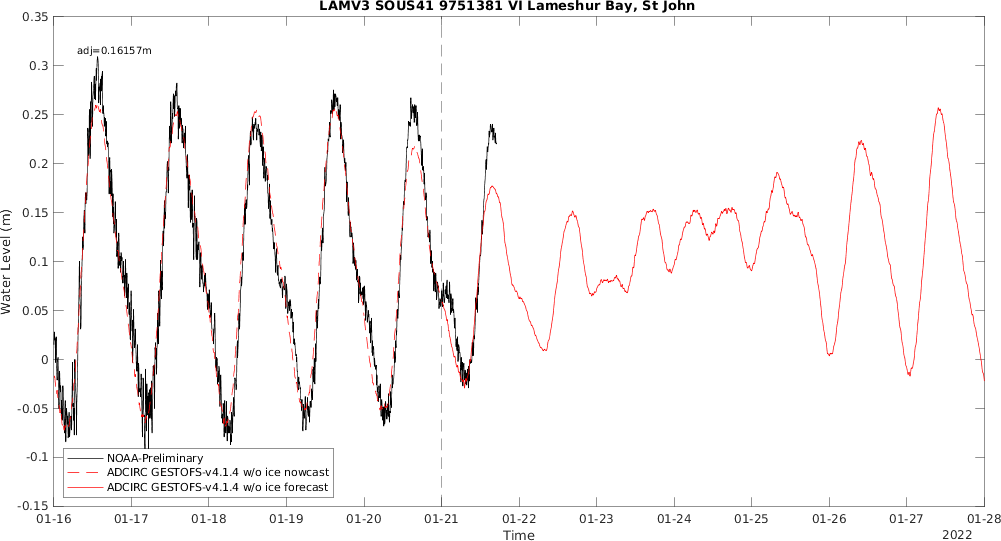 LAMV3 SOUS41 9751381 VI Lameshur Bay, St John
adj=0.16157m
0.35
0.3
0.25
0.2
0.15
0.1
0.05
0
-0.05
-0.1
-0.15
Water Level (m)
NOAA-Preliminary
ADCIRC GESTOFS-v4.1.4 w/o ice nowcast
ADCIRC GESTOFS-v4.1.4 w/o ice forecast
01-16 01-17 01-18 01-19 01-20 01-21 01-22 01-23 01-24 01-25 01-26 01-27 01-28
Time
2022